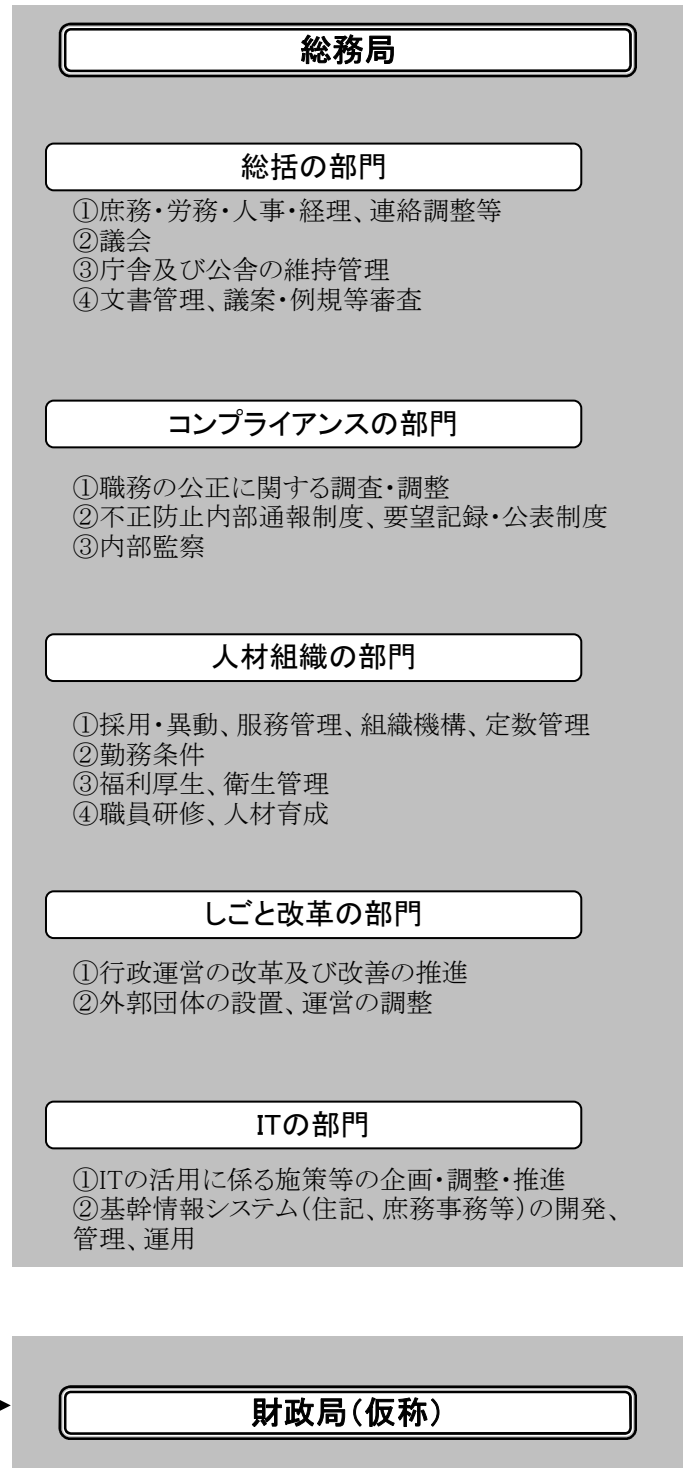 総務局
総括の部門
①庶務・労務・人事・経理、連絡調整等
②議会
③庁舎及び公舎の維持管理
④文書管理、議案・例規等審査
コンプライアンスの部門
①職務の公正に関する調査・調整
②不正防止内部通報制度、要望記録・公表制度
③内部監察
人材組織の部門
①採用・異動、服務管理、組織機構、定数管理
②勤務条件
③福利厚生、衛生管理
④職員研修、人材育成
しごと改革の部門
①行政運営の改革及び改善の推進
②外郭団体の設置、運営の調整
ITの部門
①ITの活用に係る施策等の企画・調整・推進
②基幹情報システム(住記、庶務事務等)の開発、
管理、運用
財政局(仮称)